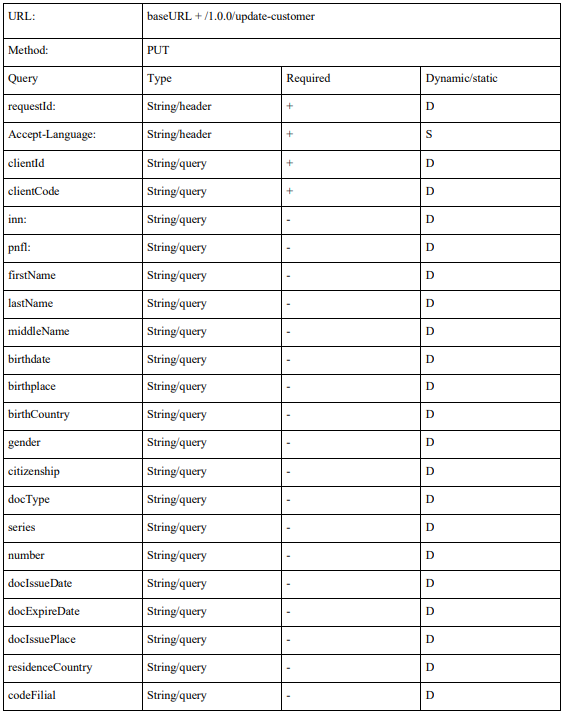 URL: baseURL + /1.0.0/update-customer
Method: PUT
Query Type Required Dynamic/static
requestId: String/header + D
Accept-Language: String/header + S
clientId String/query + D
clientCode String/query + D
inn: String/query - D
pnfl: String/query - D
firstName String/query - D
lastName String/query - D
middleName String/query - D
birthdate String/query - D
birthplace String/query - D
birthCountry String/query - D
gender String/query - D
citizenship String/query - D
docType String/query - D
series String/query - D
number String/query - D
docIssueDate String/query - D
docExpireDate String/query - D
docIssuePlace String/query - D
residenceCountry String/query - D
codeFilial String/query - D